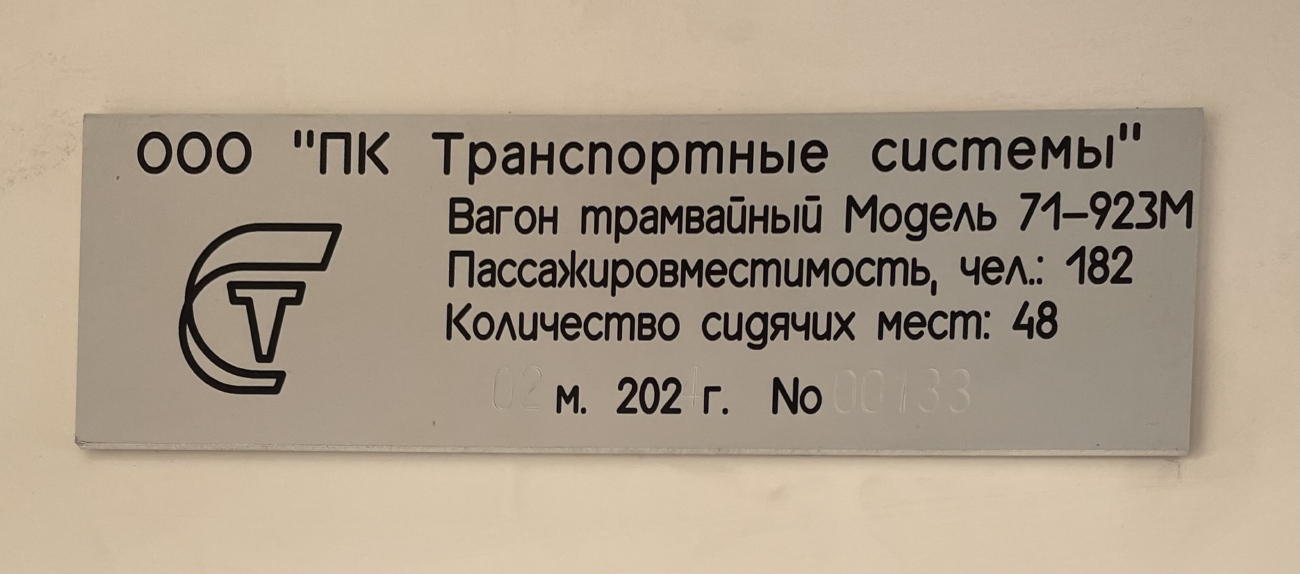 ООО "ПК Транспортные системы"
Вагон трамвайный Модель 71-923М
Пассажировместимость, чел.: 182
Количество сидячих мест: 48
02 м. 2024 г. No 00133
СТ